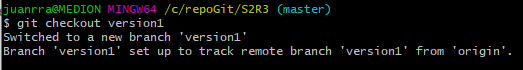 juanrra@MEDION MINGW64 /c/repoGit/S2R3 (master)
$ git checkout version1
Switched to a new branch 'version1'
Branch 'version1' set up to track remote branch 'version1' from 'origin'.